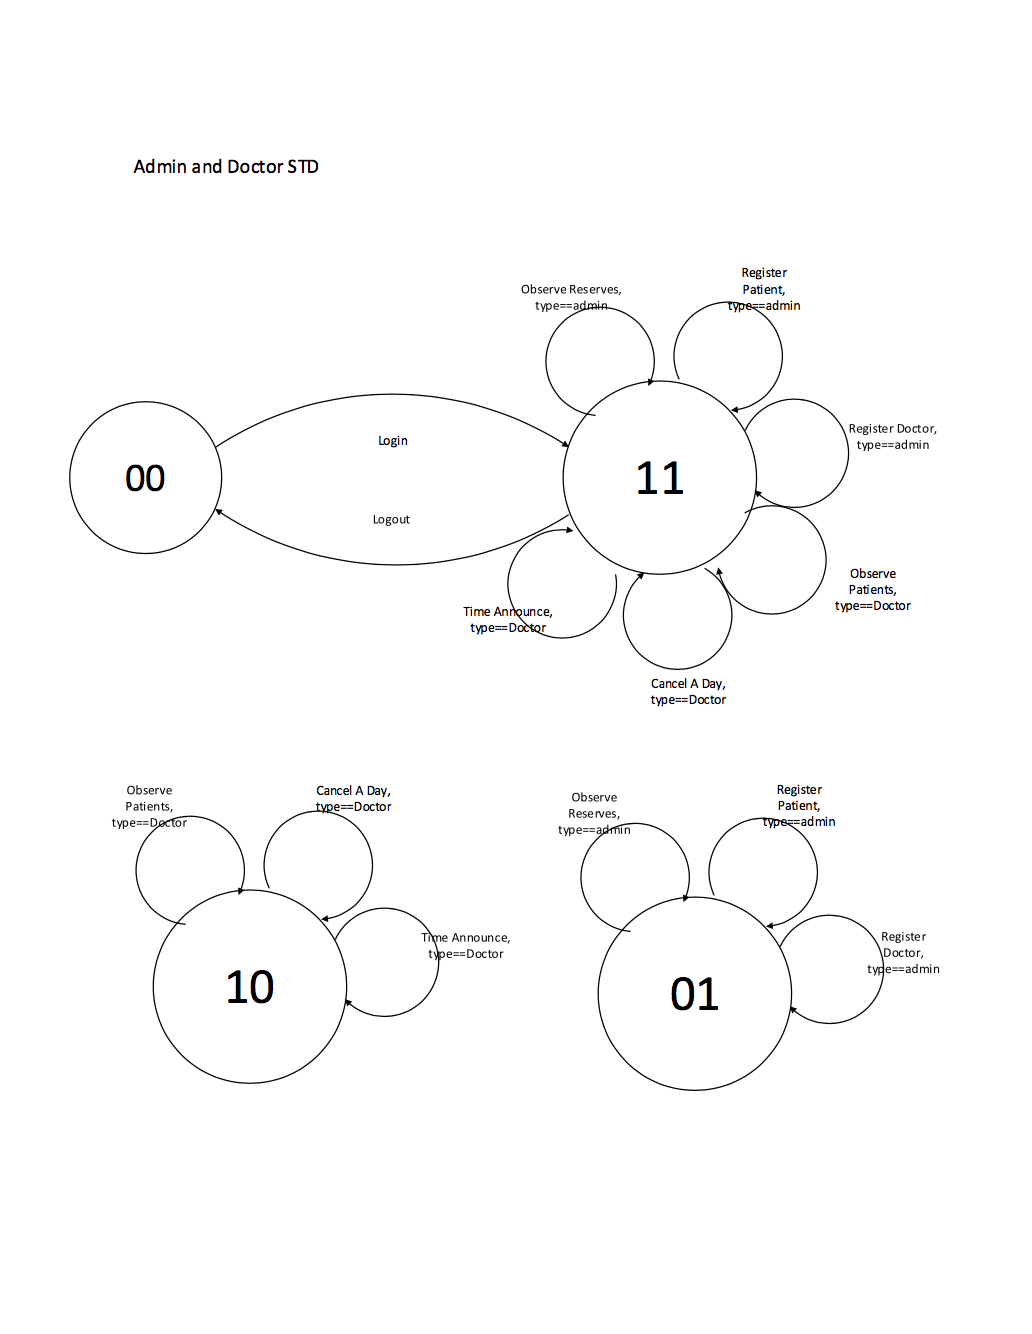 Admin and Doctor STD
Observe Reserves,
type==admin
Register
Patient,
type==admin
Register Doctor,
type==admin
00
Login
11
Logout
Observe
Patients,
type==Doctor
Time Announce,
type==Doctor
Cancel A Day,
type==Doctor
Observe
Patients,
type==Doctor
Cancel A Day,
type==Doctor
Time Announce,
type==Doctor
10
Observe
Reserves,
type==admin
Register
Patient,
type==admin
Register
Doctor,
type==admin
01